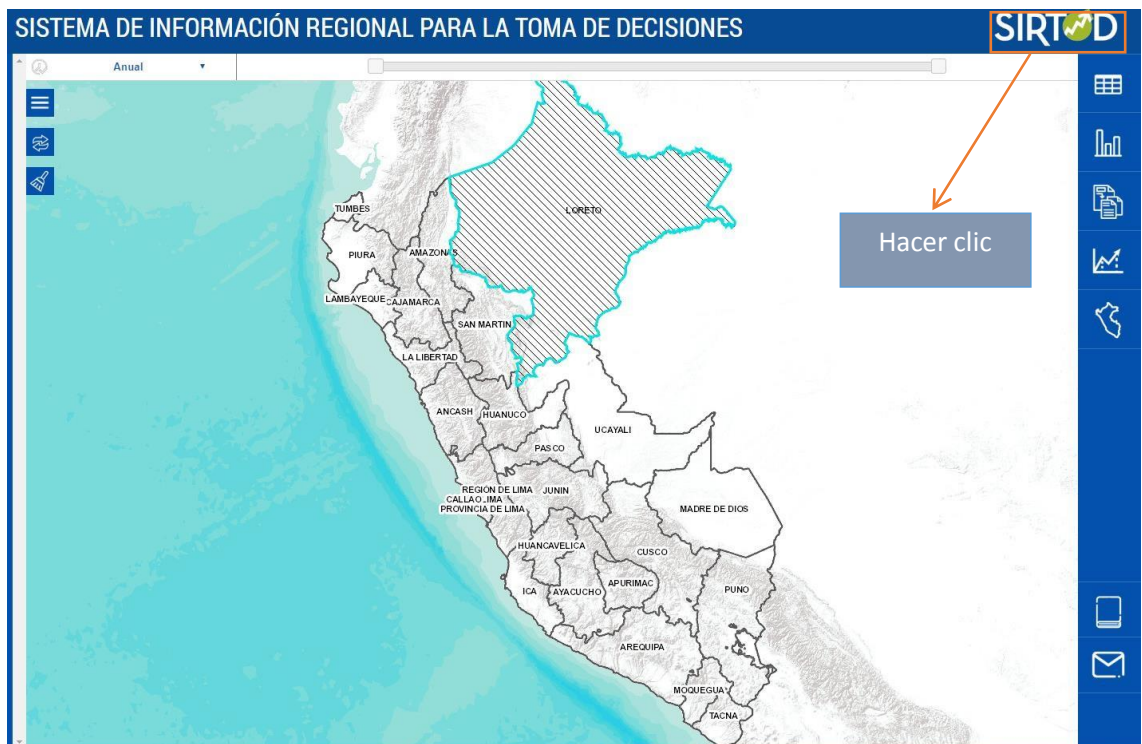 SISTEMA DE INFORMACIÓN REGIONAL PARA LA TOMA DE DECISIONES
SIRTOD
Anual
LORETO
TUMBES
PIURA
AMAZONAS
Hacer clic
LAMBAYEQUE
CAJAMARCA
SAN MARTIN
LA LIBERTAD
ANCASH
HUANUCO
UCAYALI
PASCO
REGION DE LIMA
JUNIN
CALLAO
IMA
PROVINCIA DE LIMA
MADRE DE DIOS
HUANCAVELICA
CUSCO
ICA
AYACUCHO
APURIMAC
PUNO
AREQUIPA
MOQUEGUA
TACNA